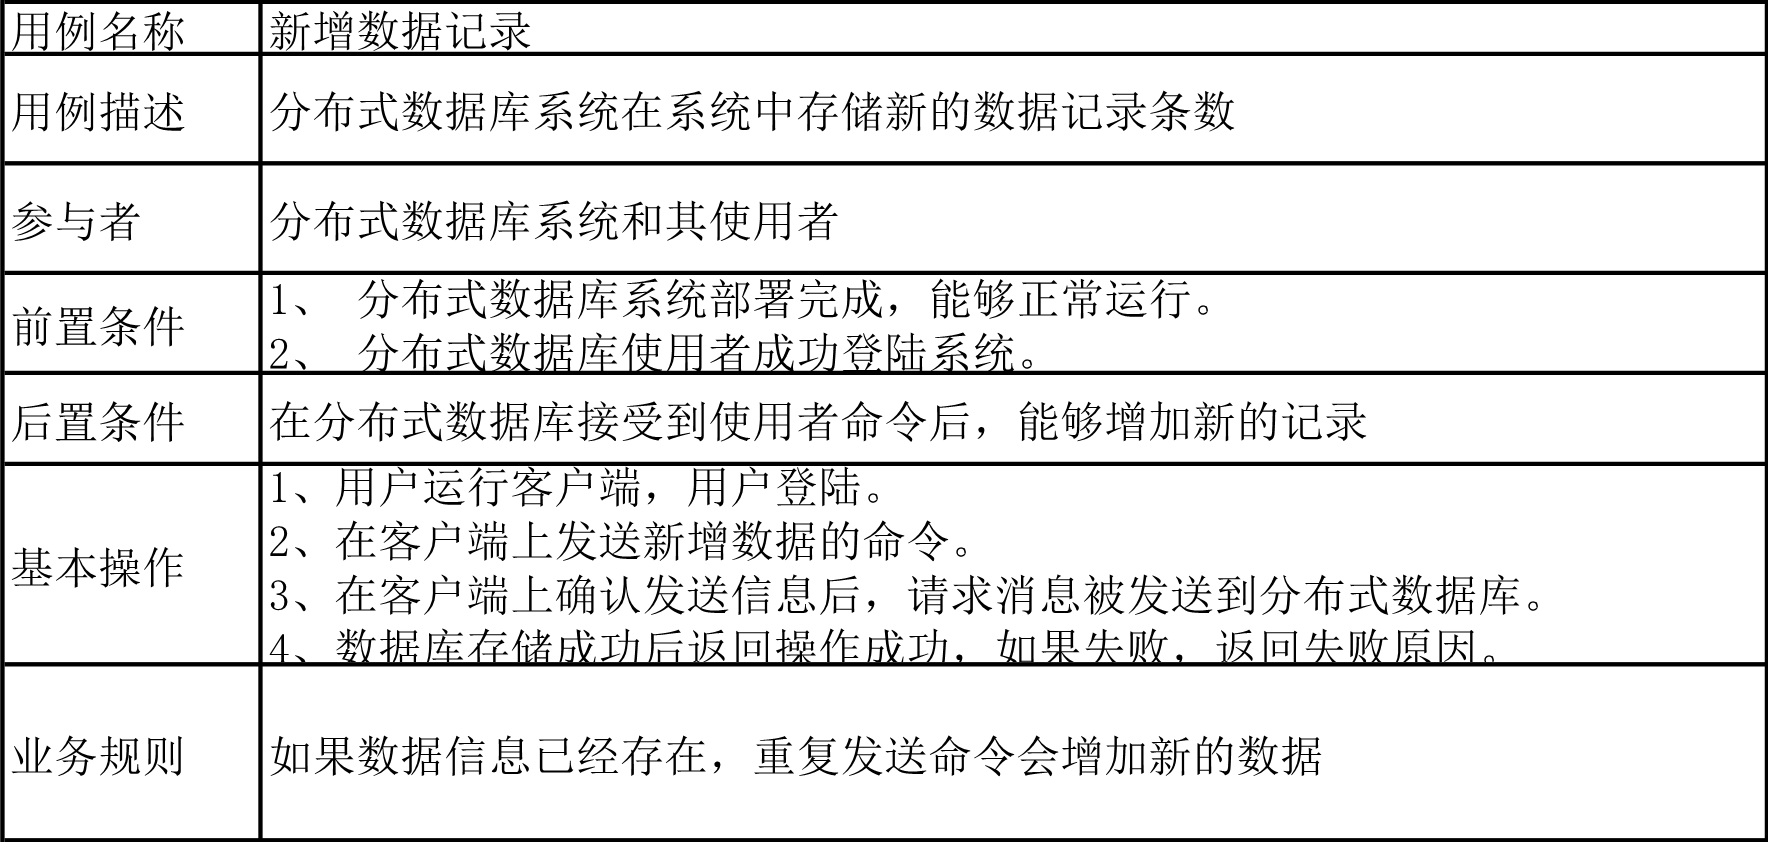 用例名称 新增数据记录
用例描述 分布式数据库系统在系统中存储新的数据记录条数
参与者 分布式数据库系统和其使用者
前置条件
1、 分布式数据库系统部署完成，能够正常运行。
2、 分布式数据库使用者成功登陆系统。
后置条件 在分布式数据库接受到使用者命令后，能够增加新的记录
基本操作
1、用户运行客户端，用户登陆。
2、在客户端上发送新增数据的命令。
3、在客户端上确认发送信息后，请求消息被发送到分布式数据库。
4、数据库存储成功后返回操作成功，如果失败，返回失败原因。
业务规则 如果数据信息已经存在，重复发送命令会增加新的数据